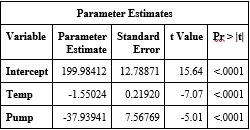 Parameter Estimates
Variable Parameter Estimate Standard Error t Value Pr > |t|
Intercept 199.98412 12.78871 15.64 <.0001
Temp -1.55024 0.21920 -7.07 <.0001
Pump -37.93941 7.56769 -5.01 <.0001